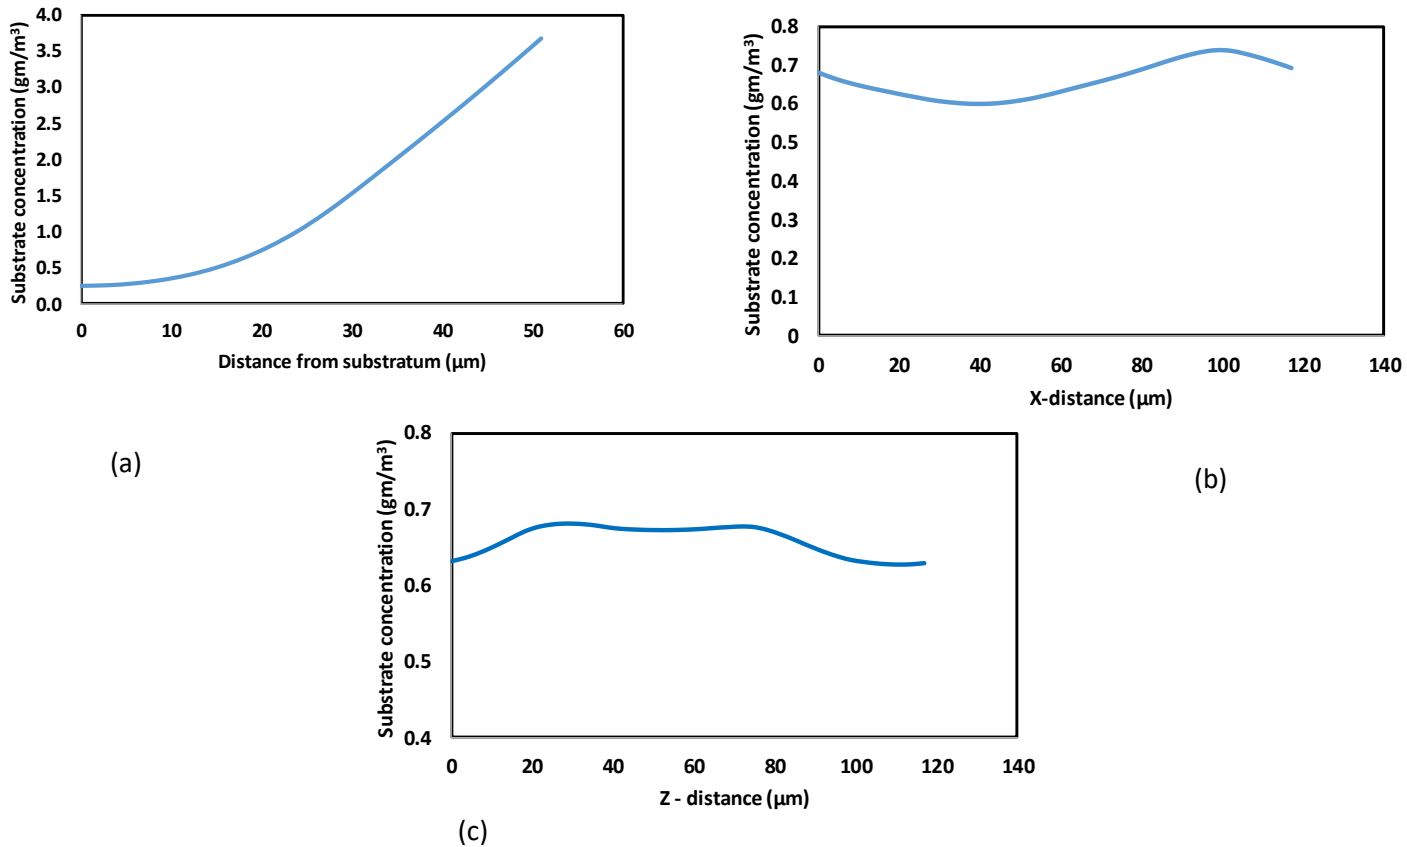 Substrate concentration (gm/m³)
4.0
3.5
3.0
2.5
2.0
1.5
1.0
0.5
0.0
0 10 20 30 40 50 60
Distance from substratum (μm)
(a)
Substrate concentration (gm/m³)
0.8
0.7
0.6
0.5
0.4
0.3
0.2
0.1
0
0 20 40 60 80 100 120 140
X-distance (μm)
(b)
Substrate concentration (gm/m³)
0.8
0.7
0.6
0.5
0.4
0 20 40 60 80 100 120 140
Z - distance (μm)
(c)